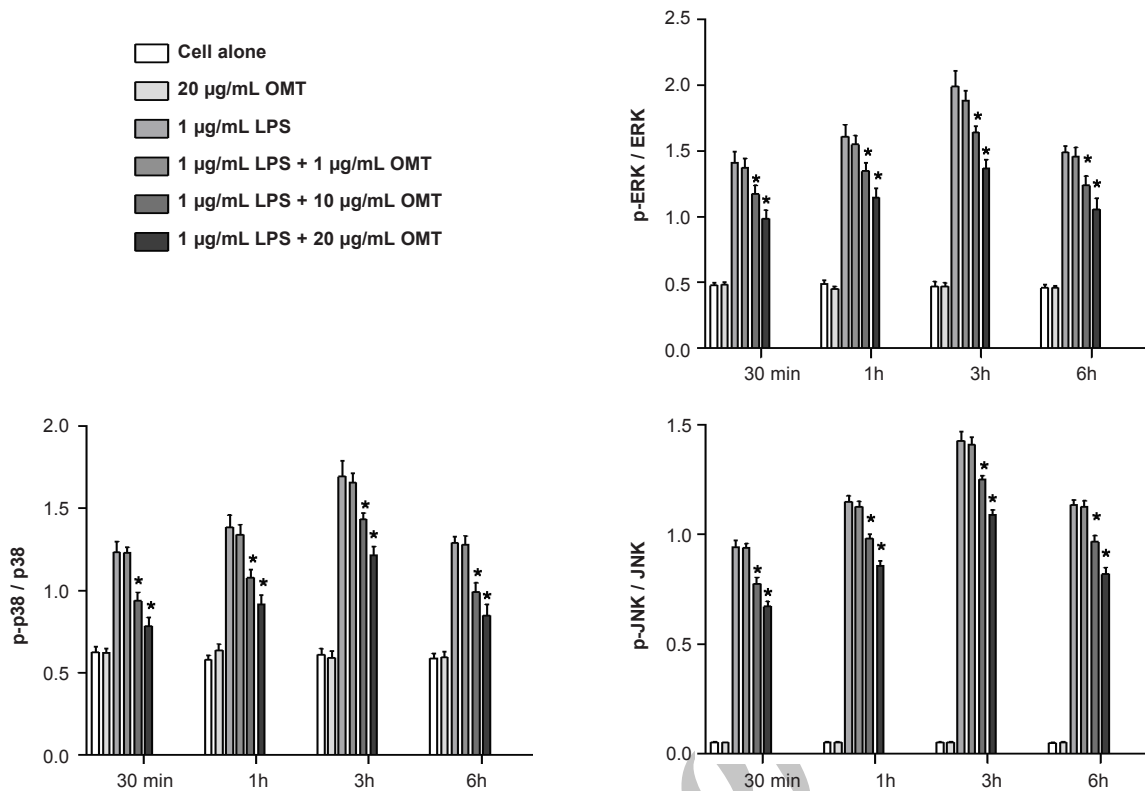 Cell alone
20 µg/mL OMT
1 µg/mL LPS
1 µg/mL LPS + 1 µg/mL OMT
1 µg/mL LPS + 10 µg/mL OMT
1 µg/mL LPS + 20 µg/mL OMT
p-ERK / ERK
2.5
2.0
1.5
1.0
0.5
0.0
* * * * * * * *
30 min 1h 3h 6h
p-p38 / p38
2.0
1.5
1.0
0.5
0.0
* * * * * * * *
30 min 1h 3h 6h
p-JNK / JNK
1.5
1.0
0.5
0.0
* * * * * * * *
30 min 1h 3h 6h